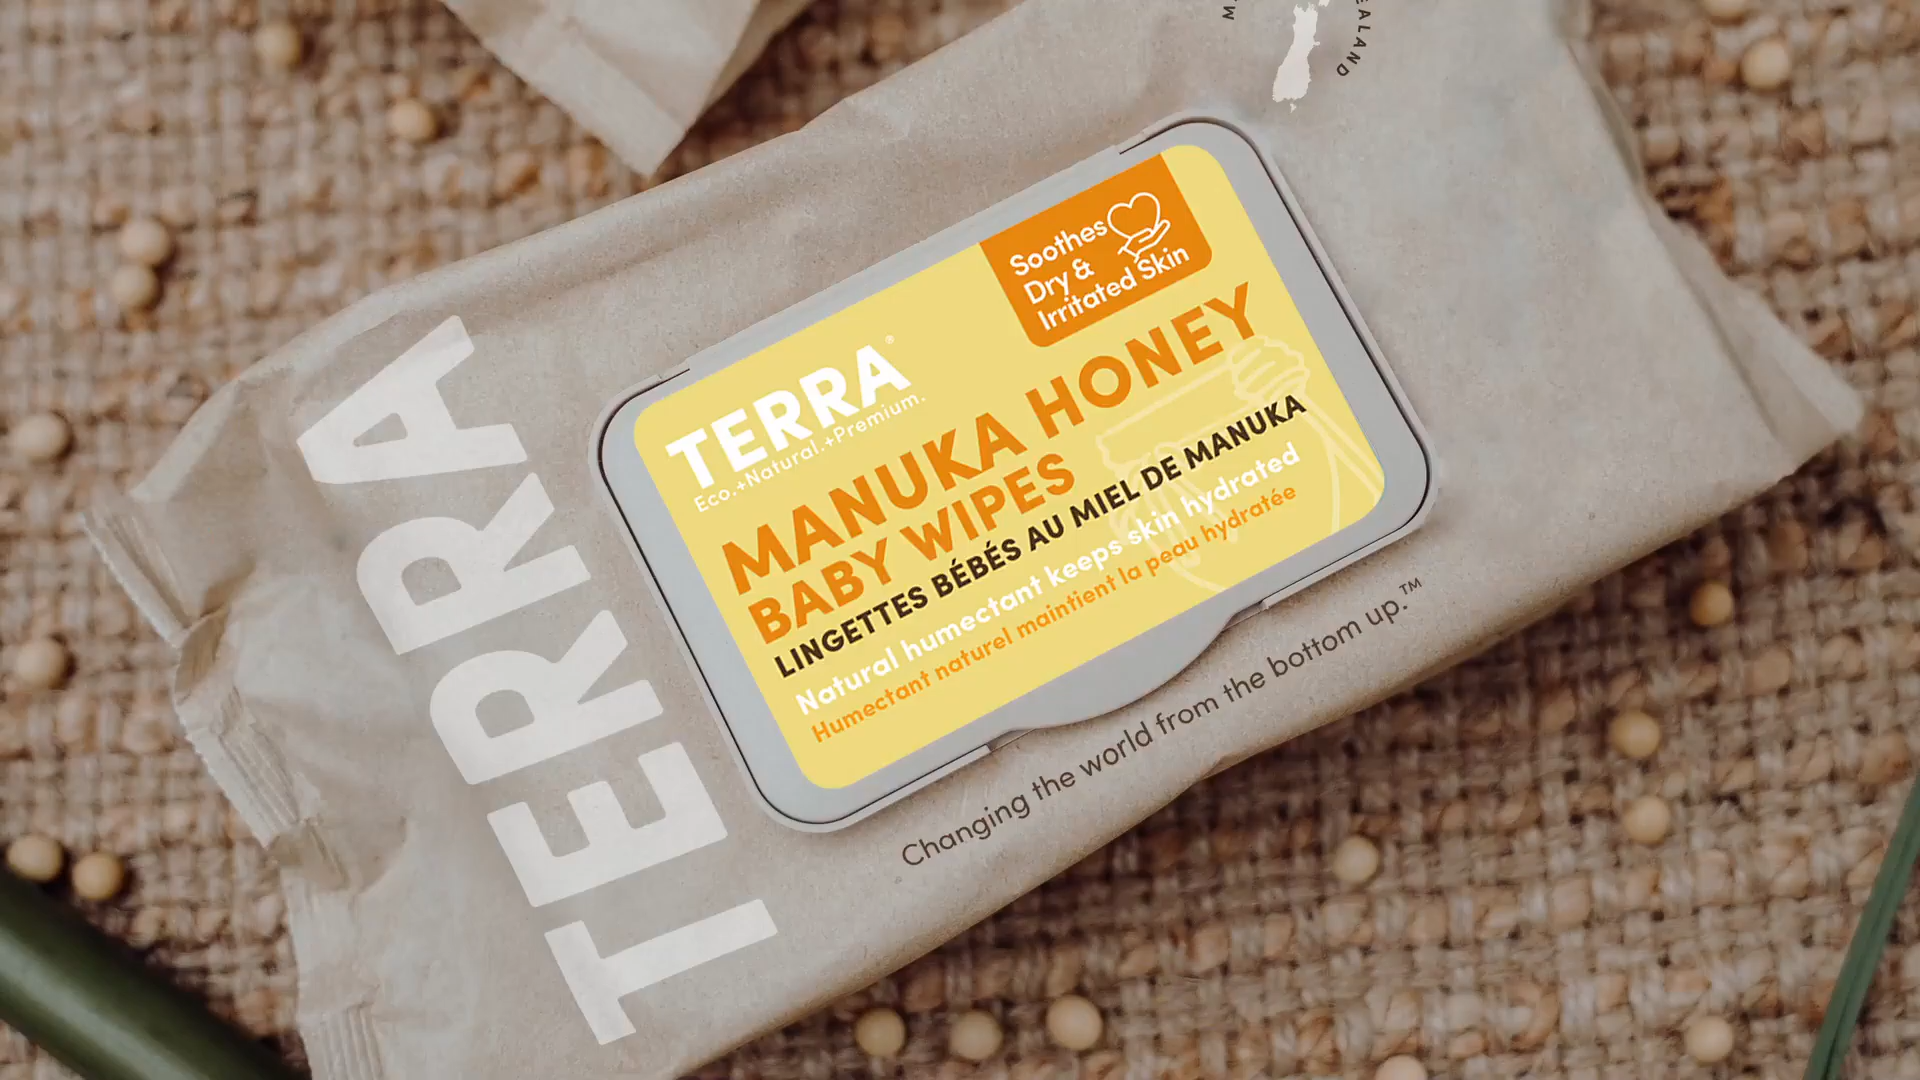 EALAND
TERRA
Soothes
Dry &
Irritated Skin
TERRA®
Eco.+Natural.+Premium.
MANUKA HONEY
BABY WIPES
LINGETTES BÉBÉS AU MIEL DE MANUKA
Natural humectant keeps skin hydrated
Humectant naturel maintient la peau hydratée
Changing the world from the bottom up.™